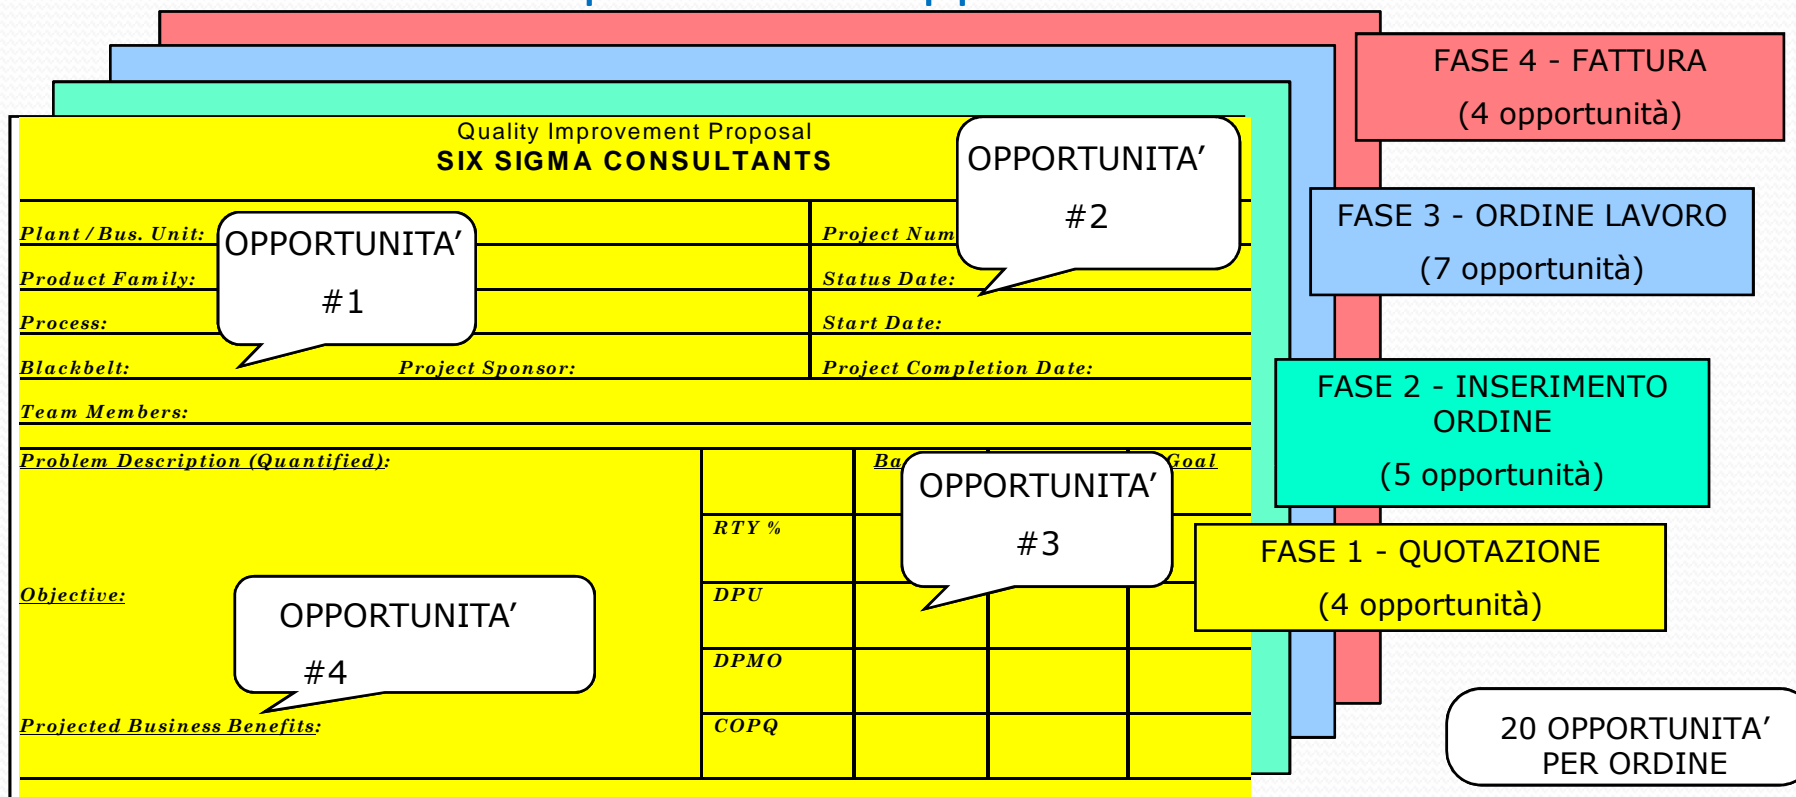 Quality Improvement Proposal
SIX SIGMA CONSULTANTS
OPPORTUNITA’
#2
FASE 4 - FATTURA
(4 opportunità)
Plant / Bus. Unit:
OPPORTUNITA’
#1
Project Num
FASE 3 - ORDINE LAVORO
(7 opportunità)
Product Family:
Status Date:
Process:
Start Date:
Blackbelt:
Project Sponsor:
Project Completion Date:
Team Members:
FASE 2 - INSERIMENTO
ORDINE
(5 opportunità)
Problem Description (Quantified):
Ba
Goal
OPPORTUNITA’
#3
RTY %
FASE 1 - QUOTAZIONE
(4 opportunità)
Objective:
OPPORTUNITA’
#4
DPU
DPMO
Projected Business Benefits:
COPQ
20 OPPORTUNITA’
PER ORDINE